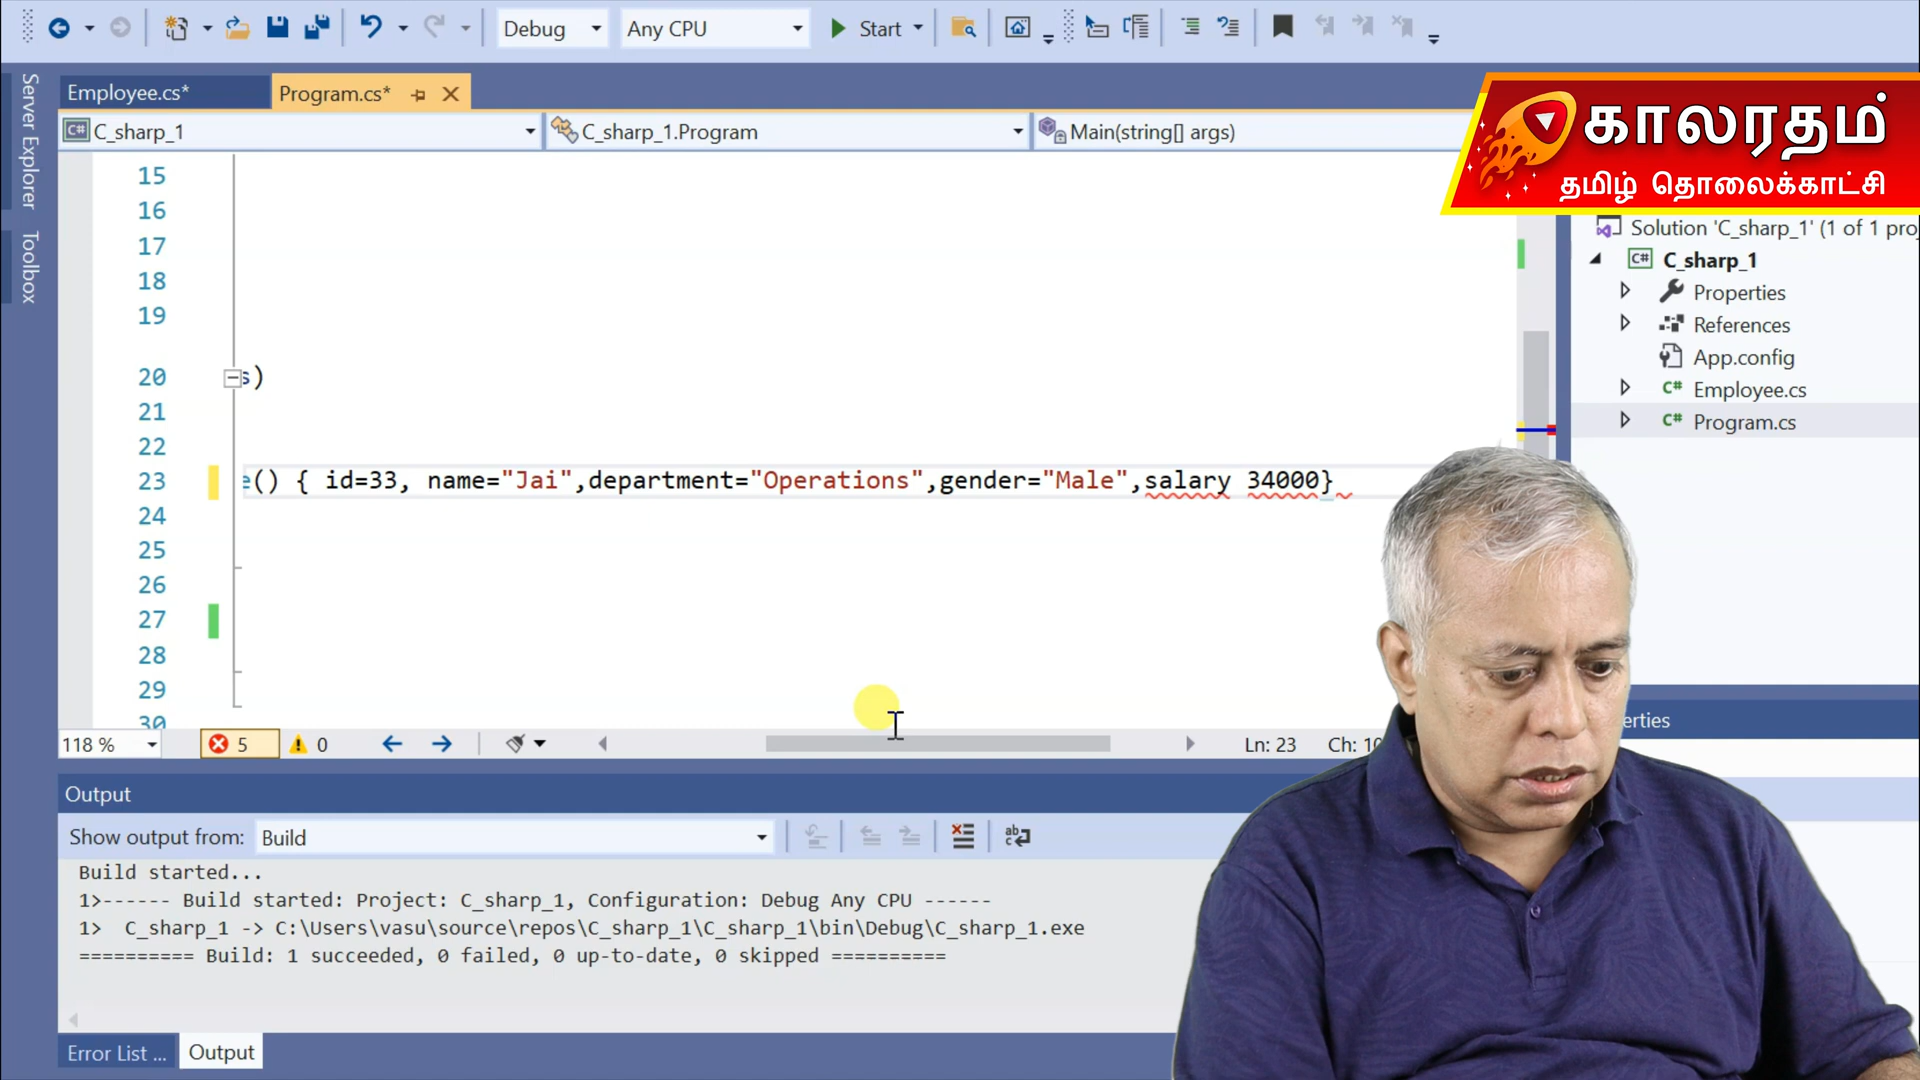 Debug
Any CPU
Start
Employee.cs*
Program.cs*
C_sharp_1
C_sharp_1.Program
Main(string[] args)
காலரதம்
தமிழ் தொலைக்காட்சி
Server Explorer
Toolbox
15
16
17
18
19
20 s)
21
22
23 e() { id=33, name="Jai",department="Operations",gender="Male",salary 34000}
24
25
26
27
28
29
30
Solution 'C_sharp_1' (1 of 1 proj
C# C_sharp_1
Properties
References
App.config
C# Employee.cs
C# Program.cs
erties
118 %
5
0
Ln: 23
Ch: 10
Output
Show output from:
Build
Build started...
1>------ Build started: Project: C_sharp_1, Configuration: Debug Any CPU ------
1>  C_sharp_1 -> C:\Users\vasu\source\repos\C_sharp_1\C_sharp_1\bin\Debug\C_sharp_1.exe
========== Build: 1 succeeded, 0 failed, 0 up-to-date, 0 skipped ==========
Error List ...
Output